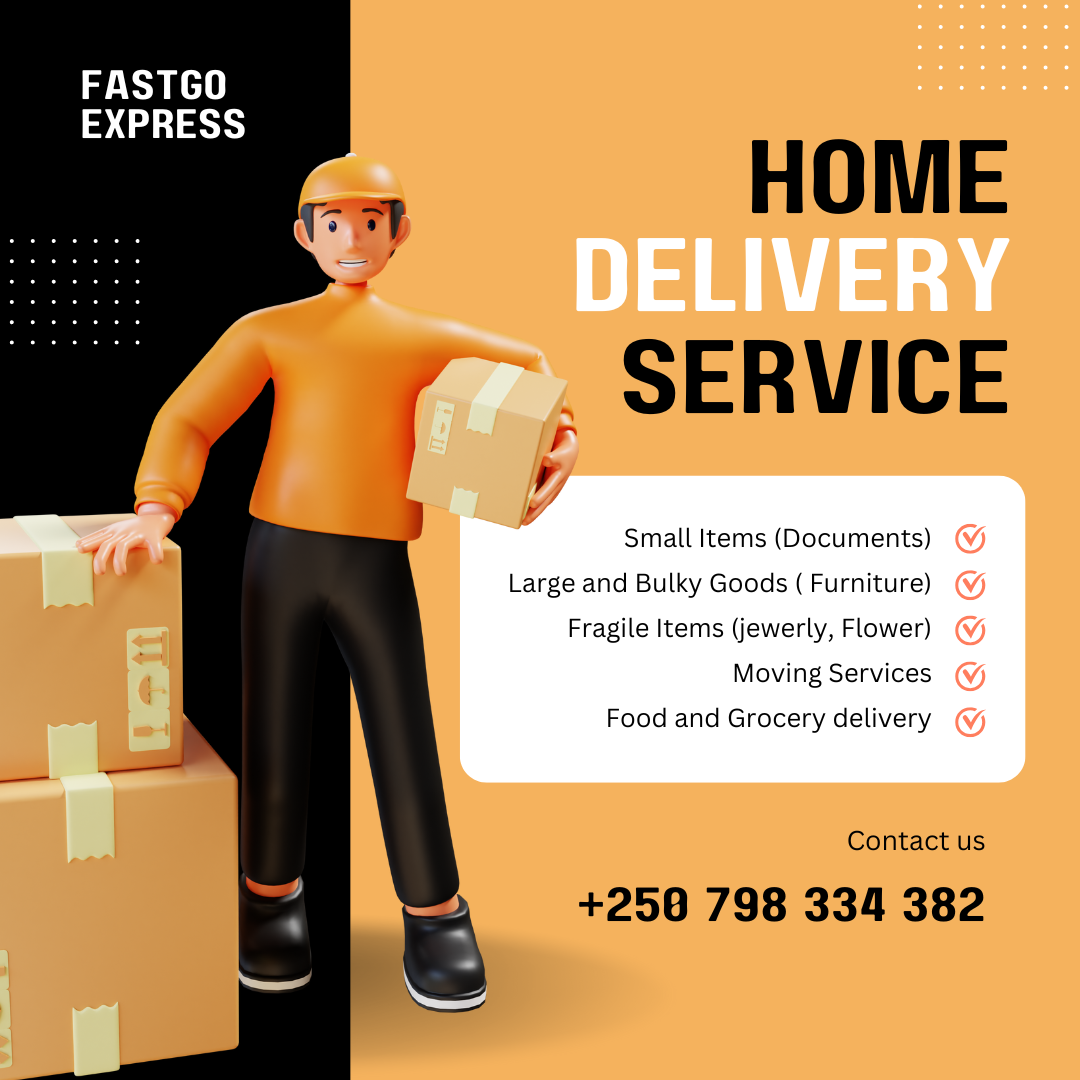 FASTGO
EXPRESS
HOME
DELIVERY
SERVICE
Small Items (Documents)
Large and Bulky Goods ( Furniture)
Fragile Items (jewerly, Flower)
Moving Services
Food and Grocery delivery
Contact us
+250 798 334 382